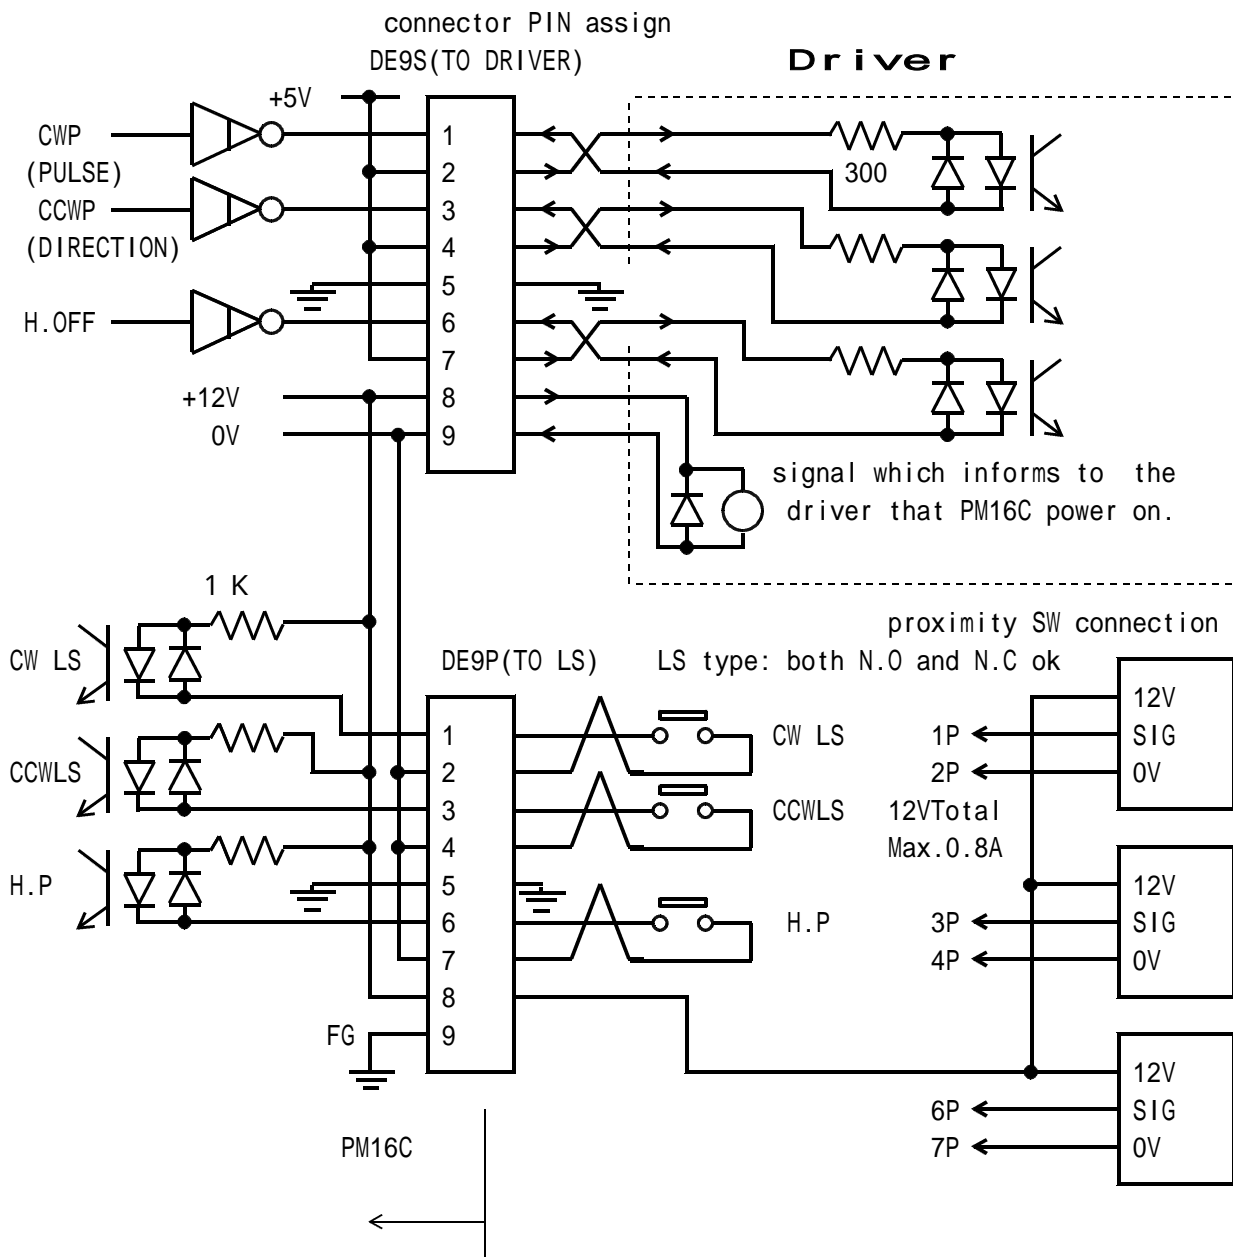 connector PIN assign
DE9S(TO DRIVER)
Driver
+5V
CWP
(PULSE)
CCWP
(DIRECTION)
H.OFF
+12V
0V
1
2
3
4
5
6
7
8
9
300
signal which informs to the
driver that PM16C power on.
1 K
CW LS
CCWLS
H.P
DE9P(TO LS)
LS type: both N.O and N.C ok
proximity SW connection
1
2
3
4
5
6
7
8
9
FG
CW LS
CCWLS
H.P
1P
2P
12VTotal
Max.0.8A
3P
4P
6P
7P
12V
SIG
0V
12V
SIG
0V
12V
SIG
0V
PM16C